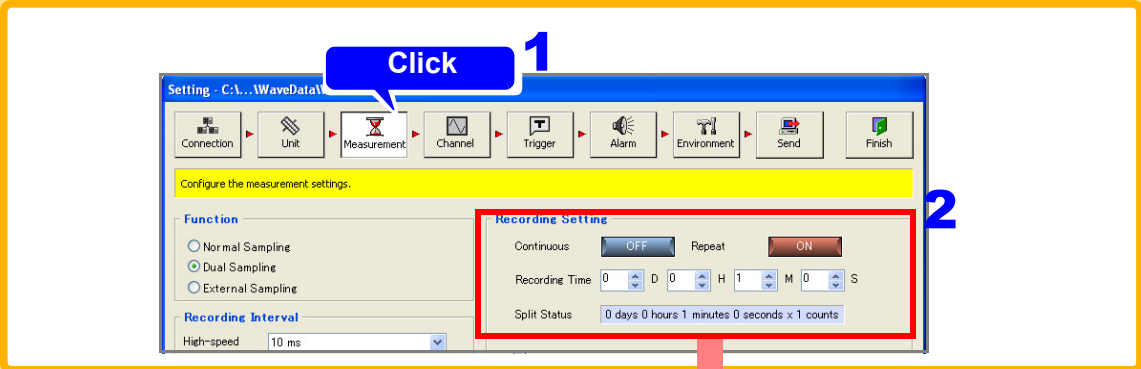 Click 1
Setting - C:\...\WaveData\
Connection Unit Measurement Channel Trigger Alarm Environment Send Finish
Configure the measurement settings.
2
Function
Normal Sampling
Dual Sampling
External Sampling
Recording Interval
High-speed 10 ms
Recording Setting
Continuous OFF Repeat ON
Recording Time 0 D 0 H 1 M 0 S
Split Status 0 days 0 hours 1 minutes 0 seconds x 1 counts